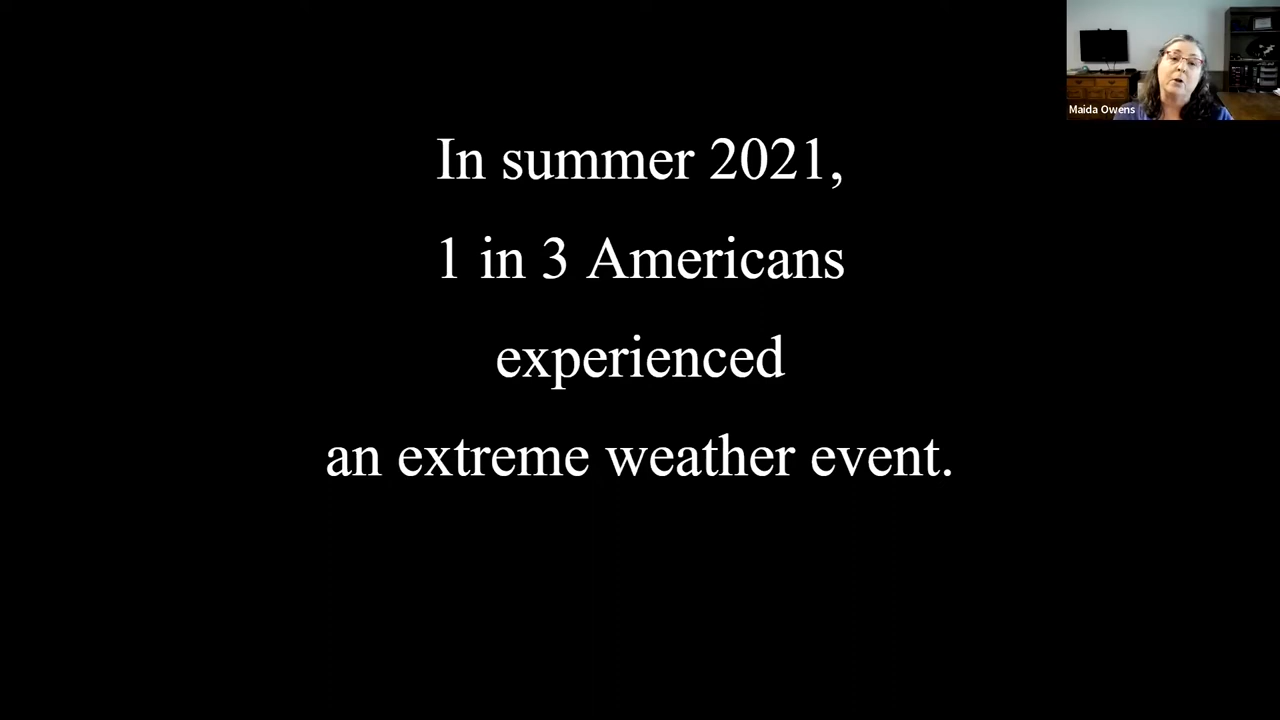 In summer 2021,
1 in 3 Americans
experienced
an extreme weather event.
Maida Owens